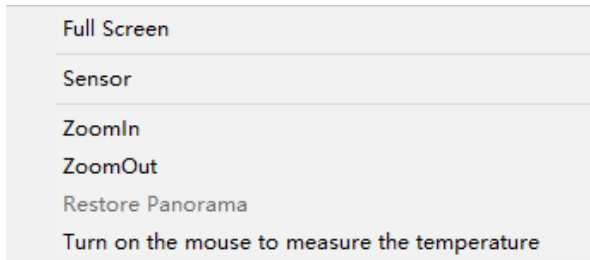 Full Screen
Sensor
ZoomIn
ZoomOut
Restore Panorama
Turn on the mouse to measure the temperature